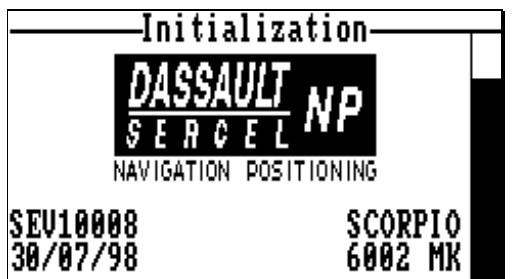 Initialization
DASSAULT
SERCEL NP
NAVIGATION POSITIONING
SEV10008 SCORPIO
30/07/98 6002 MK